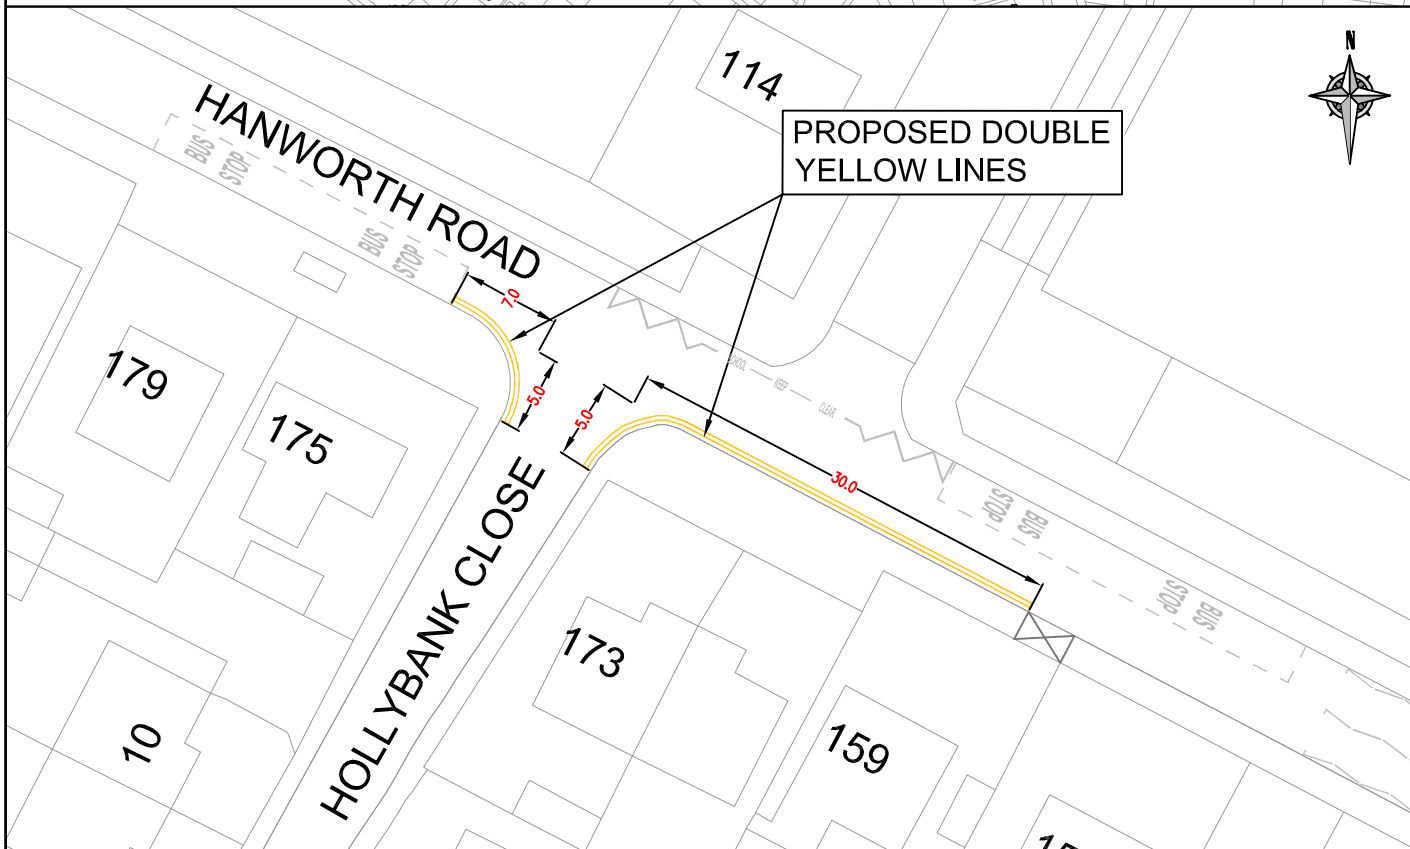 N
114
PROPOSED DOUBLE
YELLOW LINES
HANWORTH ROAD
BUS
STOP
BUS
STOP
7.0
5.0
5.0
30.0
SCHOOL
KEEP
CLEAR
BUS
STOP
BUS
STOP
179
175
HOLLYBANK CLOSE
173
159
10